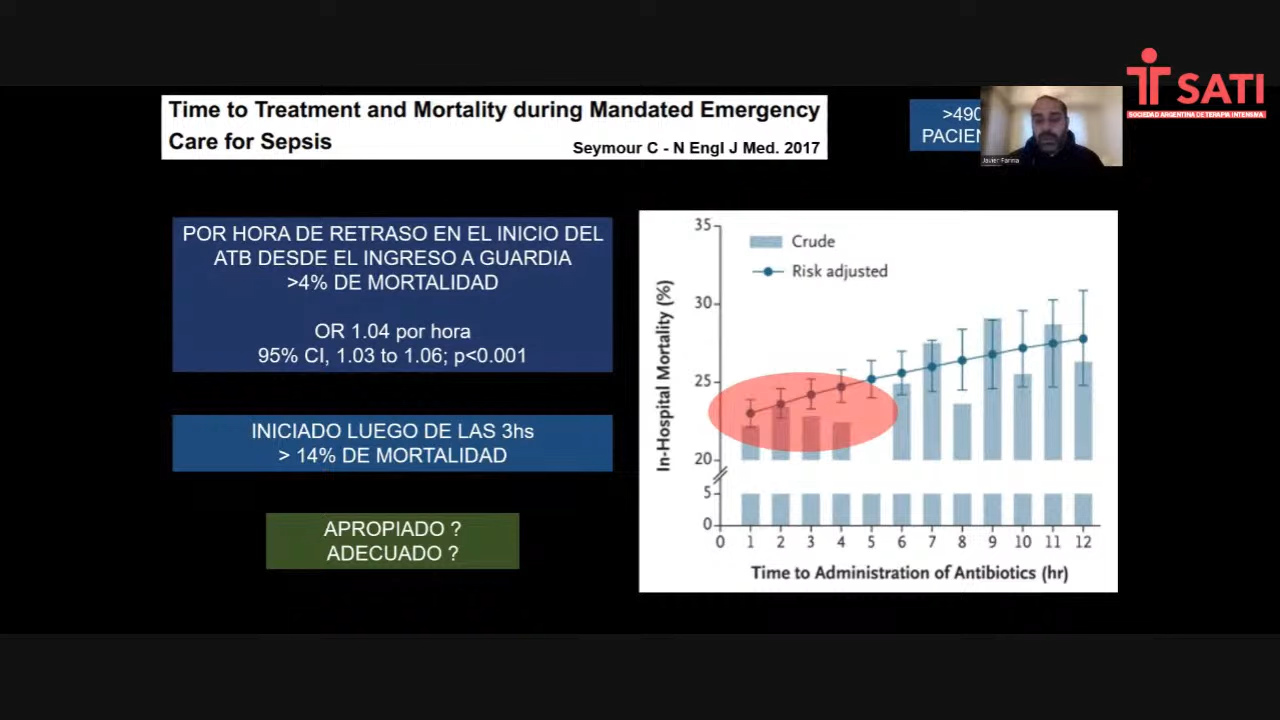 Time to Treatment and Mortality during Mandated Emergency
Care for Sepsis
Seymour C - N Engl J Med. 2017
>490
PACIEN
Javier Farina
SATI
SOCIEDAD ARGENTINA DE TERAPIA INTENSIVA
POR HORA DE RETRASO EN EL INICIO DEL
ATB DESDE EL INGRESO A GUARDIA
>4% DE MORTALIDAD
OR 1.04 por hora
95% CI, 1.03 to 1.06; p<0.001
INICIADO LUEGO DE LAS 3hs
> 14% DE MORTALIDAD
APROPIADO ?
ADECUADO ?
In-Hospital Mortality (%)
35
30
25
20
5
0
Crude
Risk adjusted
0 1 2 3 4 5 6 7 8 9 10 11 12
Time to Administration of Antibiotics (hr)